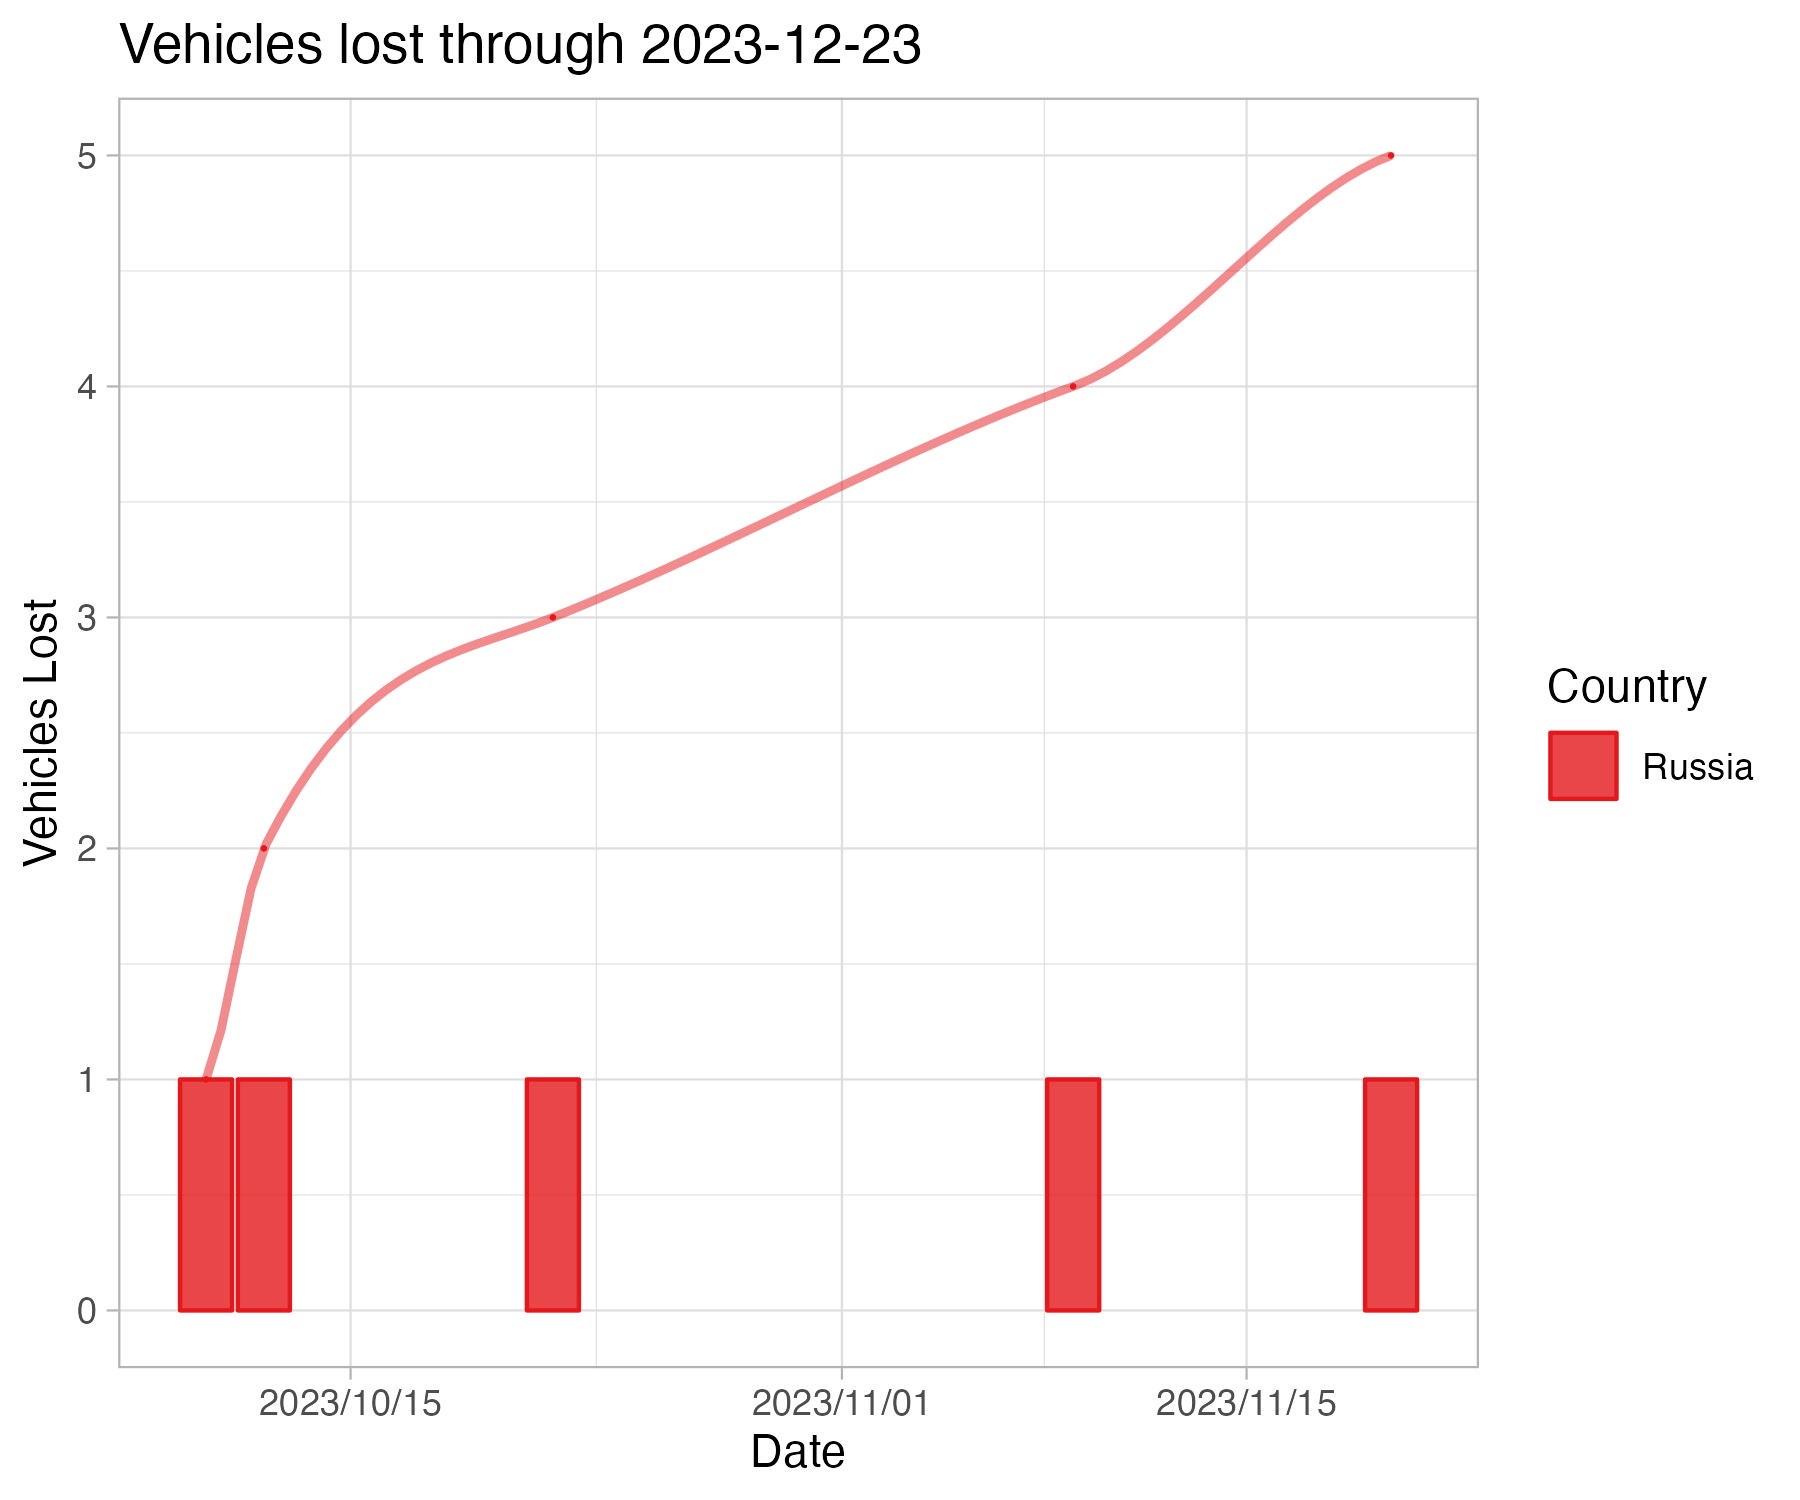 Vehicles lost through 2023-12-23
Vehicles Lost
5
4
3
2
1
0
2023/10/15
2023/11/01
2023/11/15
Date
Country
Russia